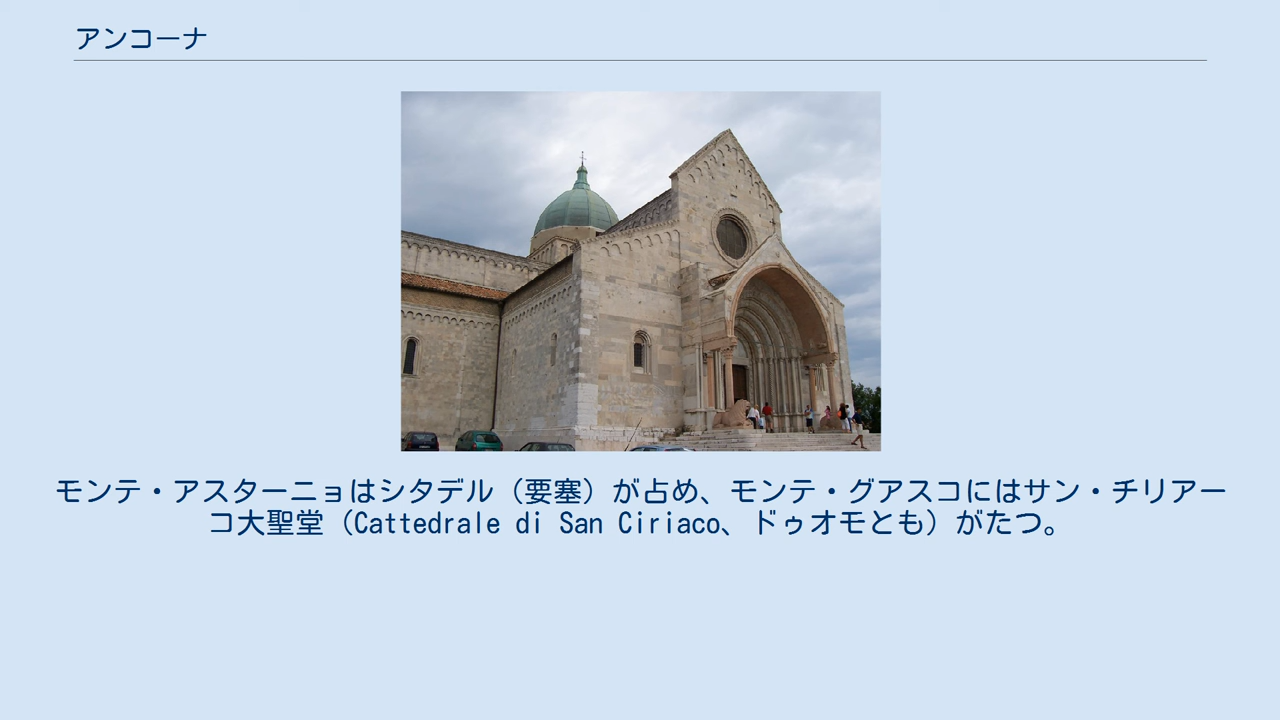 アンコーナ
モンテ・アスターニョはシタデル（要塞）が占め、モンテ・グアスコにはサン・チリアー
コ大聖堂（Cattedrale di San Ciriaco、ドゥオモとも）がたつ。